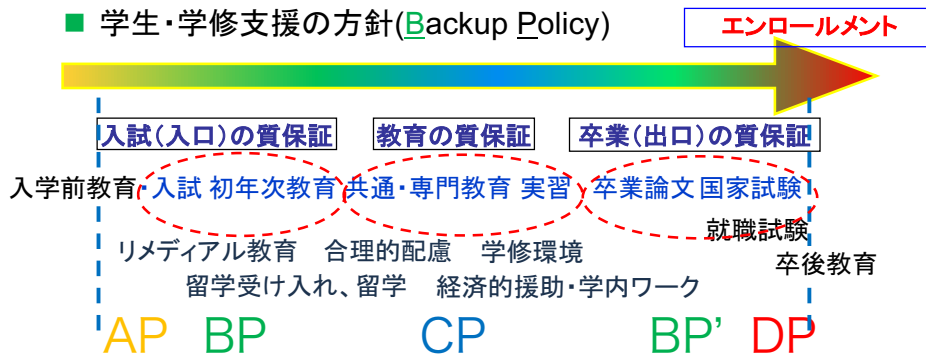 ■ 学生・学修支援の方針(Backup Policy)
エンロールメント
入試(入口)の質保証 教育の質保証 卒業(出口)の質保証
入学前教育・入試 初年次教育 共通・専門教育 実習 卒業論文 国家試験
就職試験
リメディアル教育 合理的配慮 学修環境
卒後教育
留学受け入れ、留学 経済的援助・学内ワーク
AP BP CP BP' DP